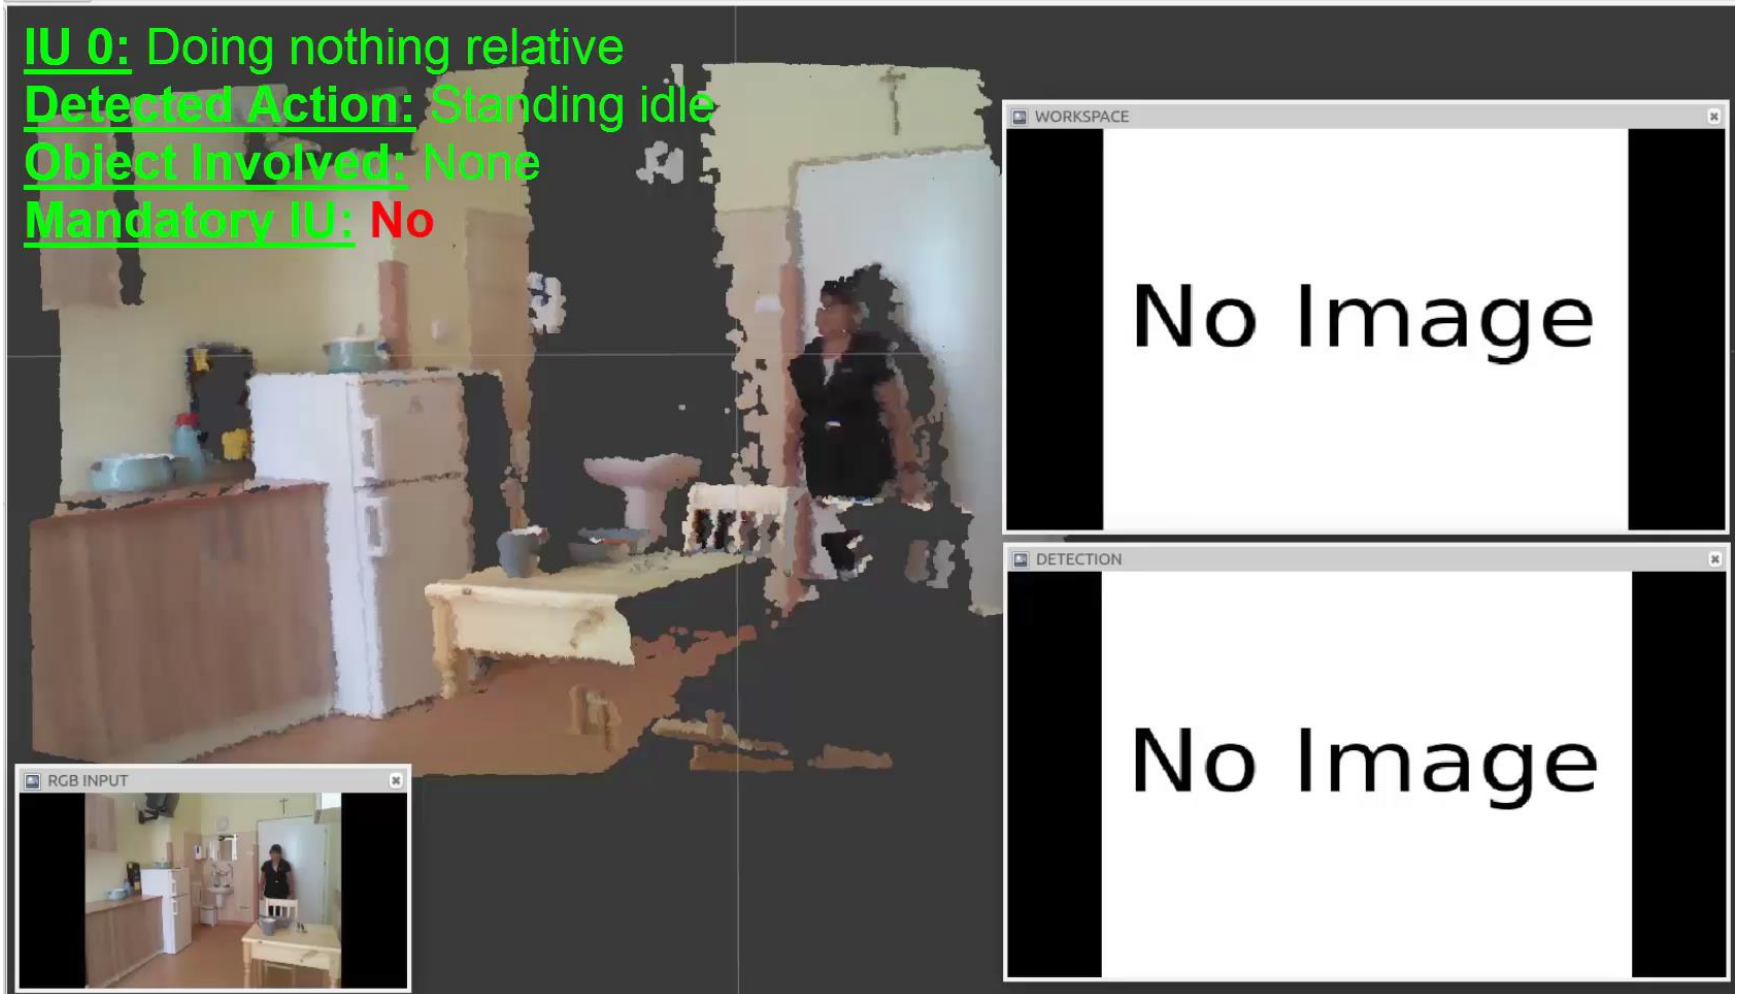 IU 0: Doing nothing relative
Detected Action: Standing idle
Object Involved: None
Mandatory IU: No
WORKSPACE
No Image
DETECTION
No Image
RGB INPUT